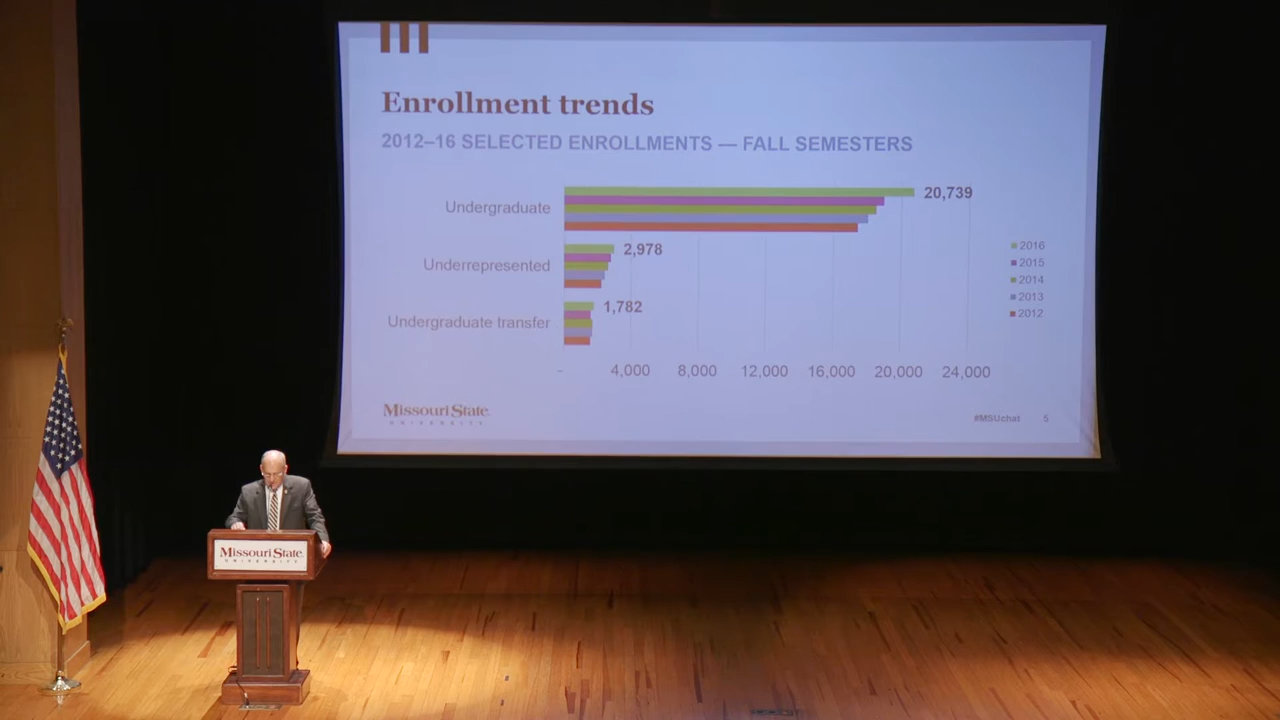 Enrollment trends
2012–16 SELECTED ENROLLMENTS — FALL SEMESTERS
Undergraduate
20,739
Underrepresented
2,978
Undergraduate transfer
1,782
2016
2015
2014
2013
2012
– 4,000 8,000 12,000 16,000 20,000 24,000
Missouri State
UNIVERSITY
#MSUchat 5
Missouri State
UNIVERSITY